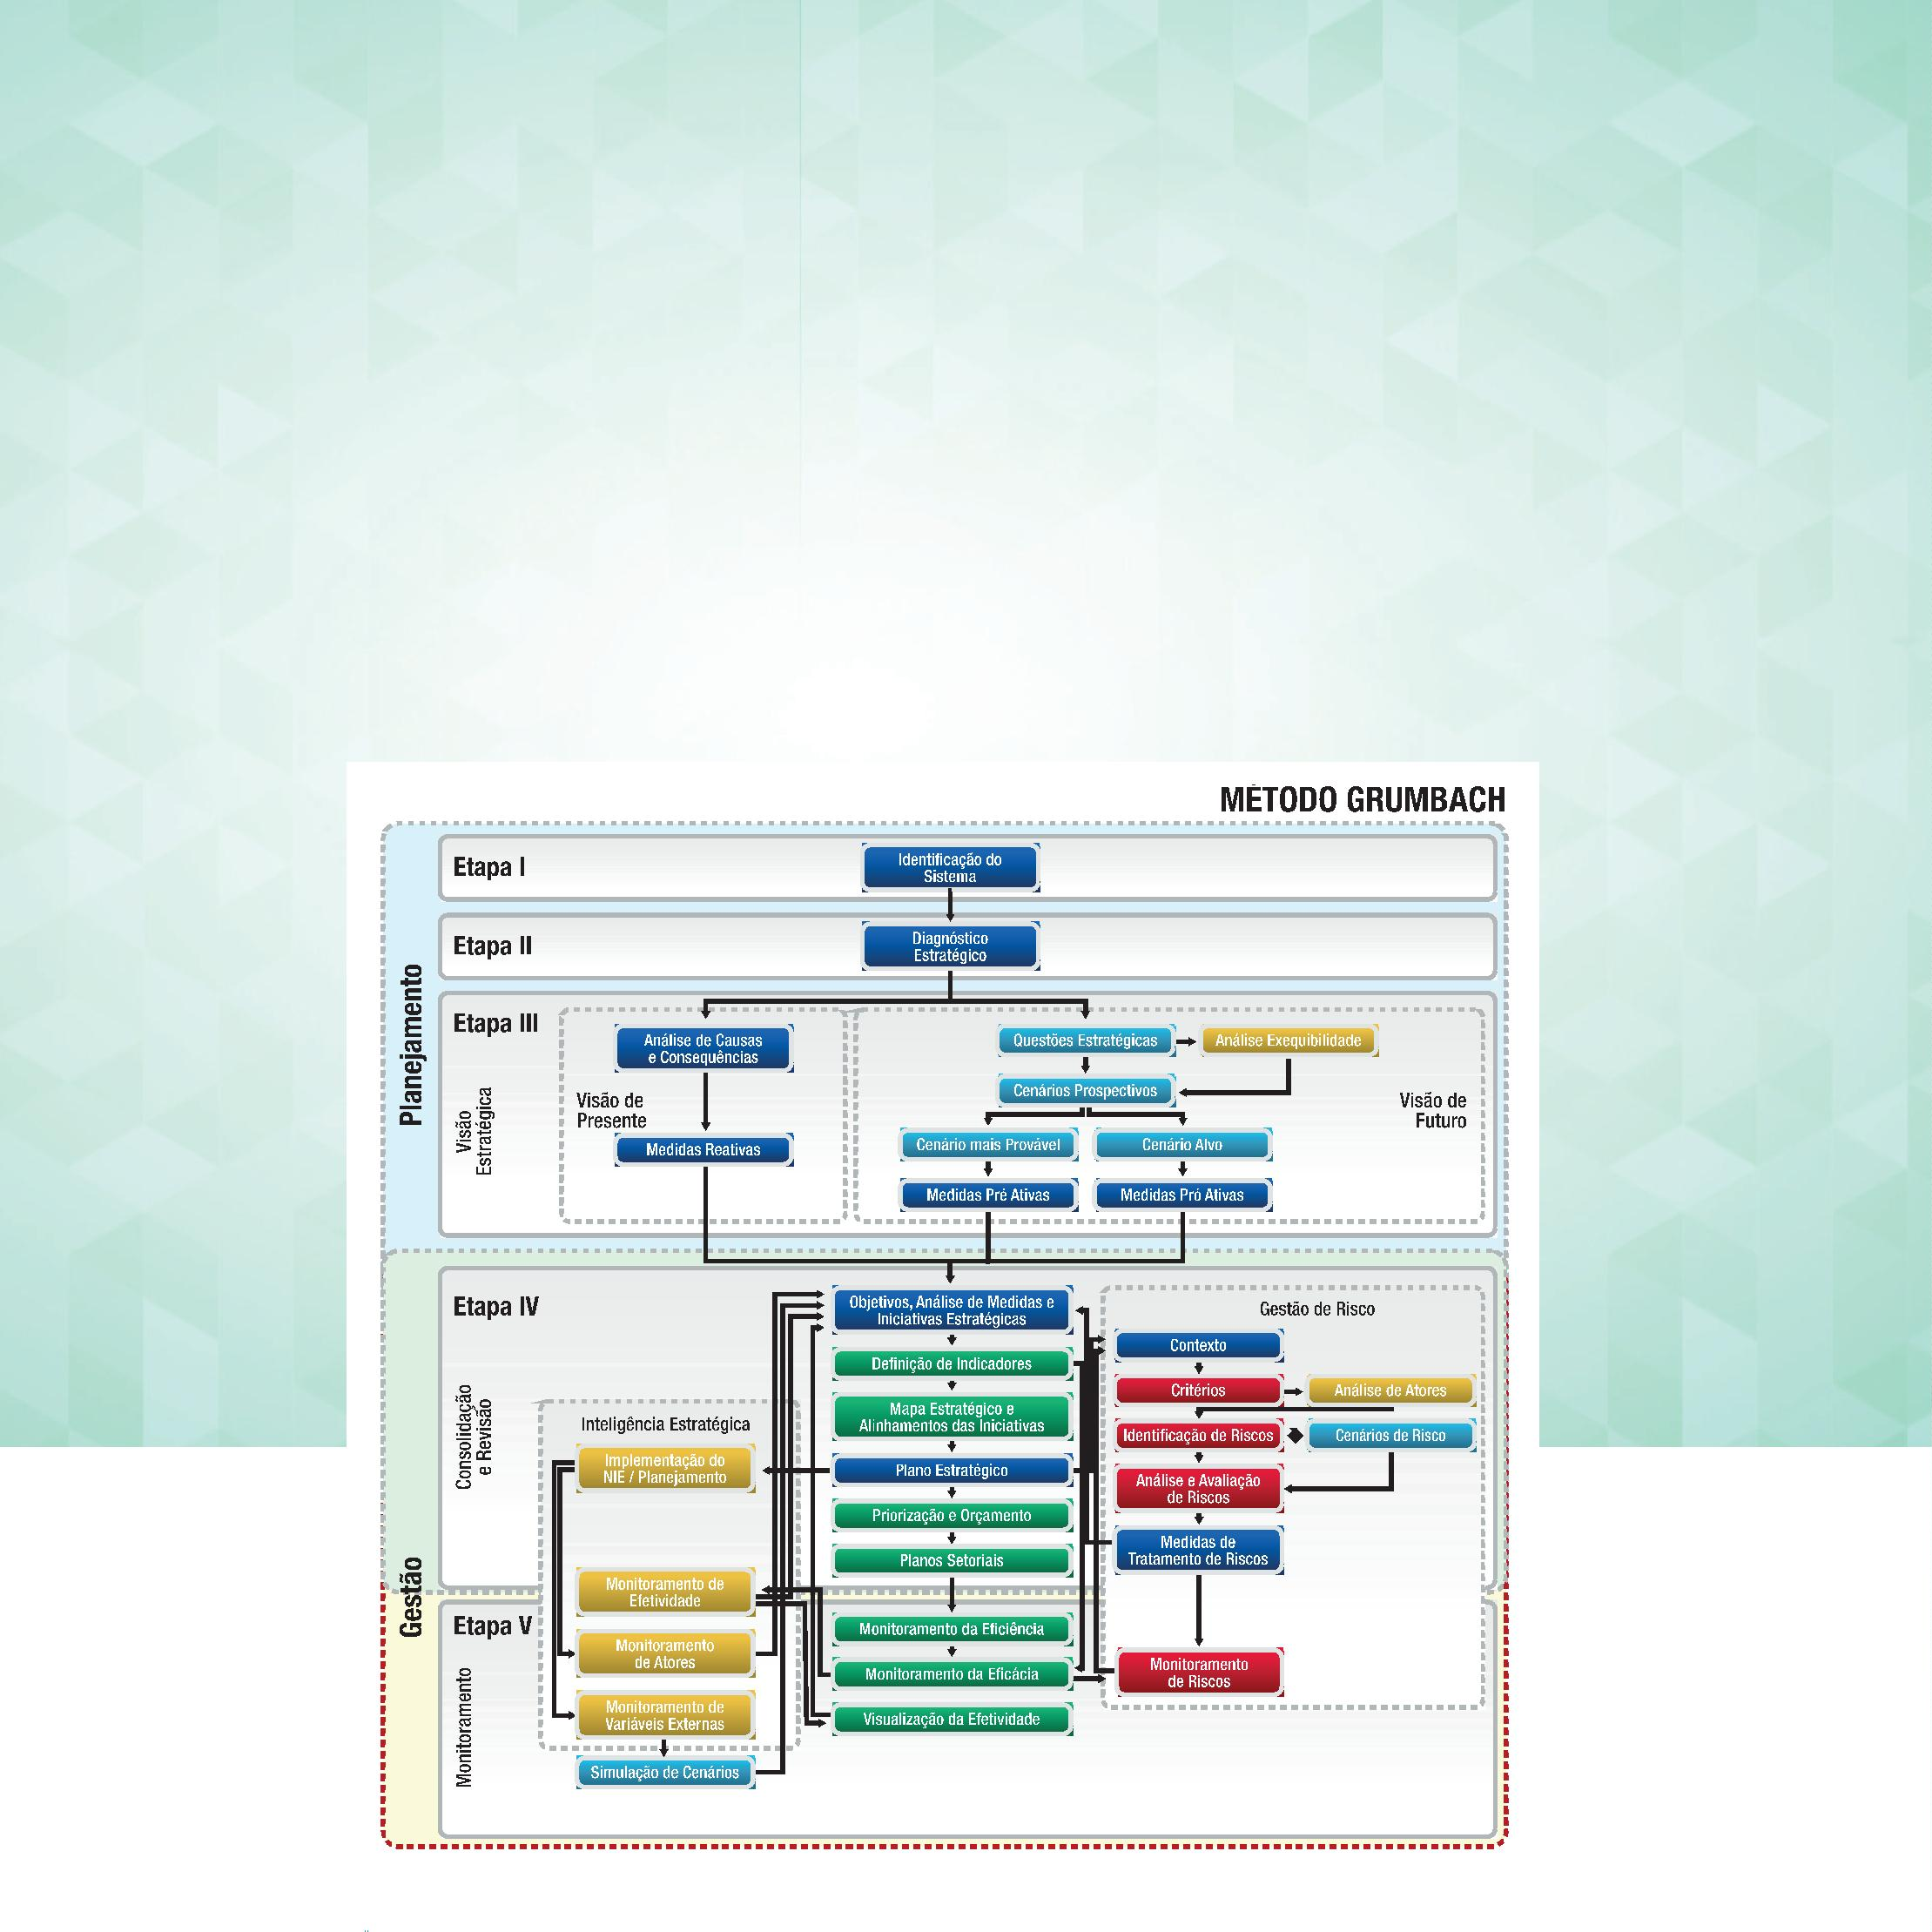 MÉTODO GRUMBACH
Planejamento
Etapa I
Identificação do
Sistema
Etapa II
Diagnóstico
Estratégico
Etapa III
Visão
Estratégica
Análise de Causas
e Consequências
Visão de
Presente
Medidas Reativas
Questões Estratégicas
Análise Exequibilidade
Cenários Prospectivos
Visão de
Futuro
Cenário mais Provável
Cenário Alvo
Medidas Pré Ativas
Medidas Pró Ativas
Gestão
Etapa IV
Consolidação
e Revisão
Objetivos, Análise de Medidas e
Iniciativas Estratégicas
Definição de Indicadores
Mapa Estratégico e
Alinhamentos das Iniciativas
Plano Estratégico
Priorização e Orçamento
Planos Setoriais
Inteligência Estratégica
Implementação do
NIE / Planejamento
Monitoramento de
Efetividade
Gestão de Risco
Contexto
Critérios
Análise de Atores
Identificação de Riscos
Cenários de Risco
Análise e Avaliação
de Riscos
Medidas de
Tratamento de Riscos
Etapa V
Monitoramento
Monitoramento
de Atores
Monitoramento de
Variáveis Externas
Simulação de Cenários
Monitoramento da Eficiência
Monitoramento da Eficácia
Visualização da Efetividade
Monitoramento
de Riscos